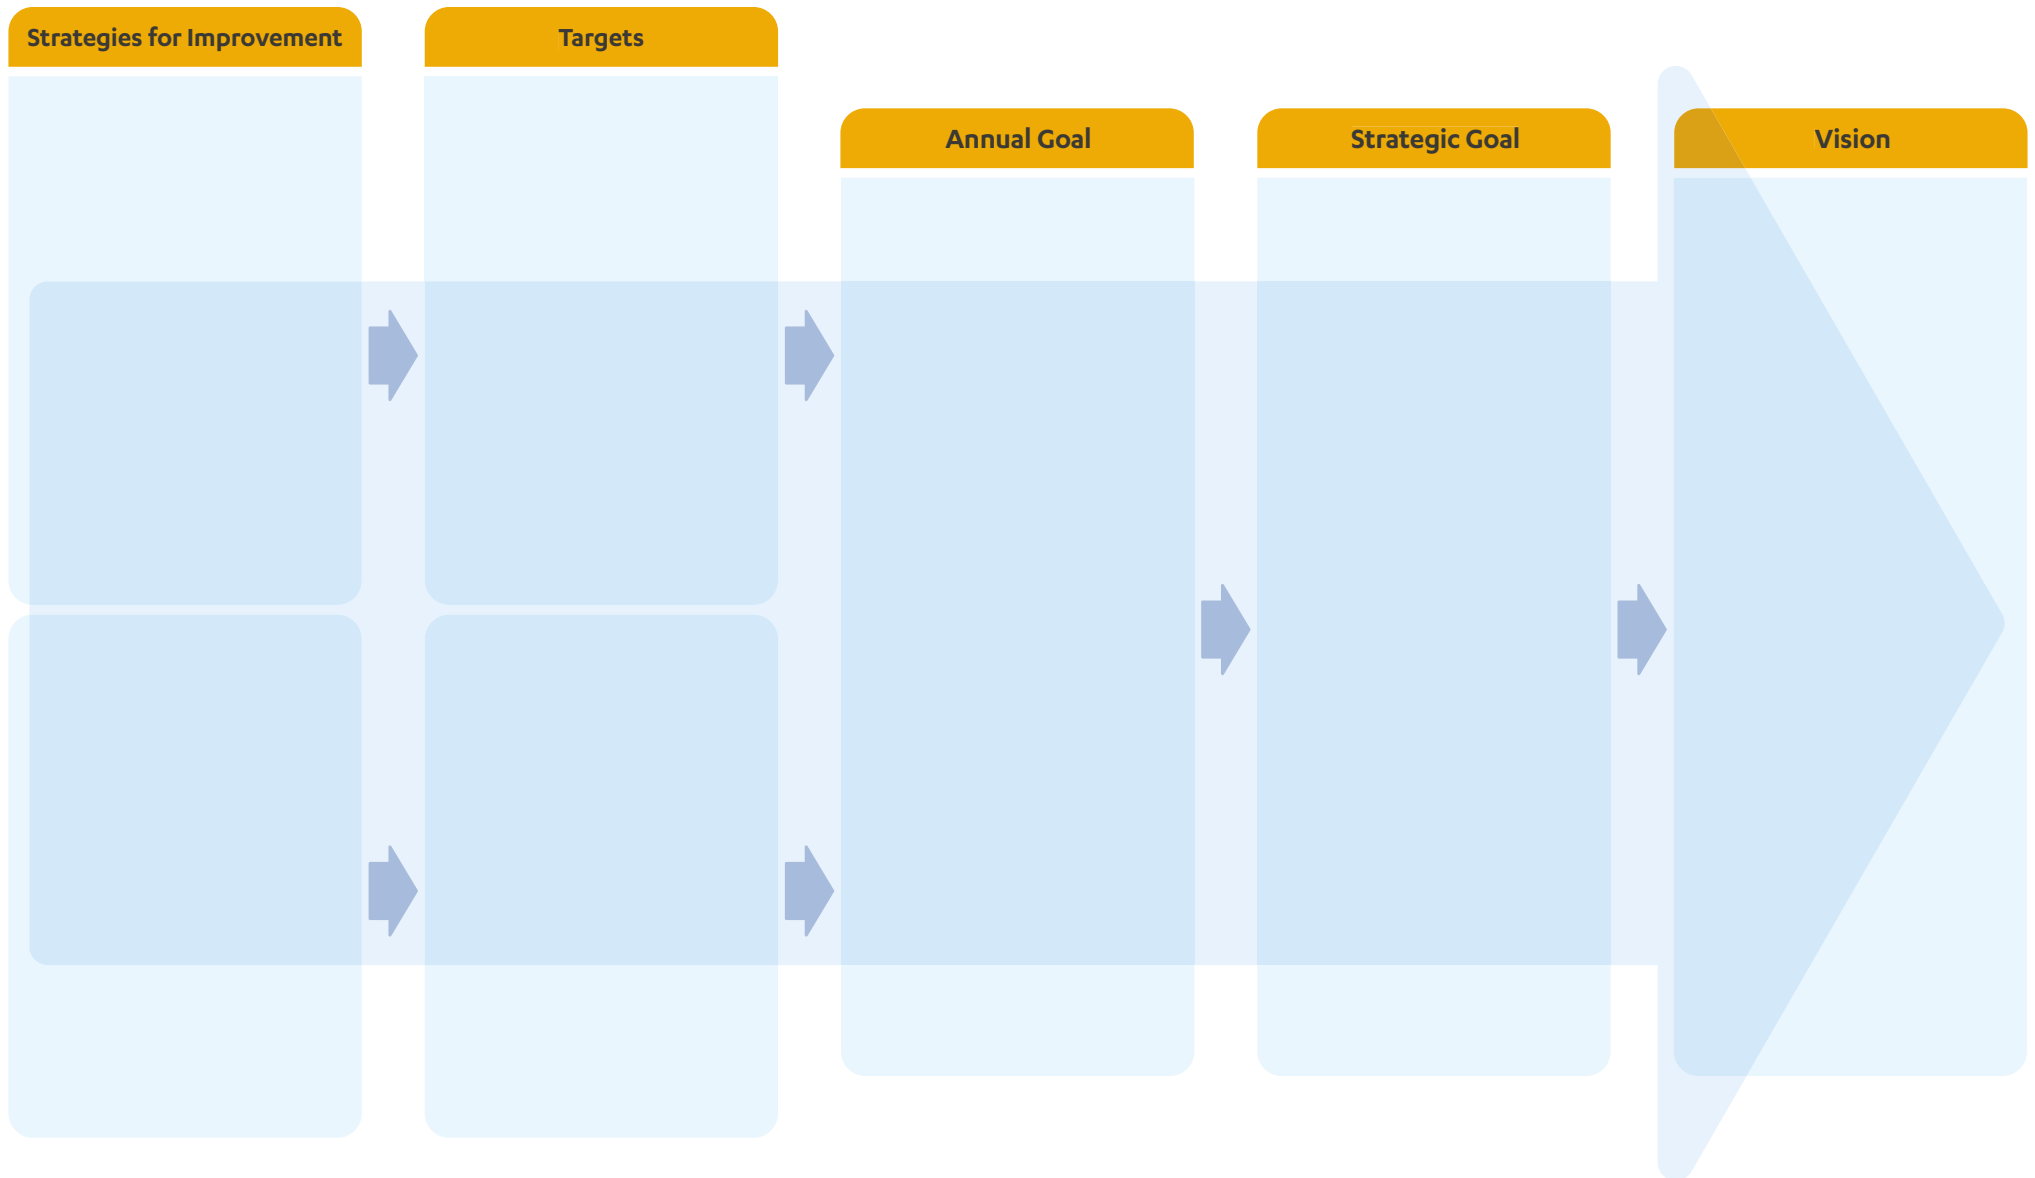 Strategies for Improvement
Targets
Annual Goal
Strategic Goal
Vision